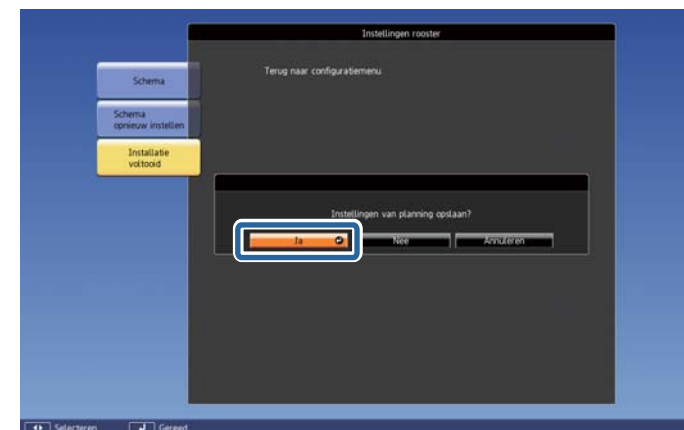 Instellingen rooster
Terug naar configuratiemenu
Schema
Schema
opnieuw instellen
Installatie
voltooid
Instellingen van planning opslaan?
Ja Nee Annuleren
Selecteren Gereed